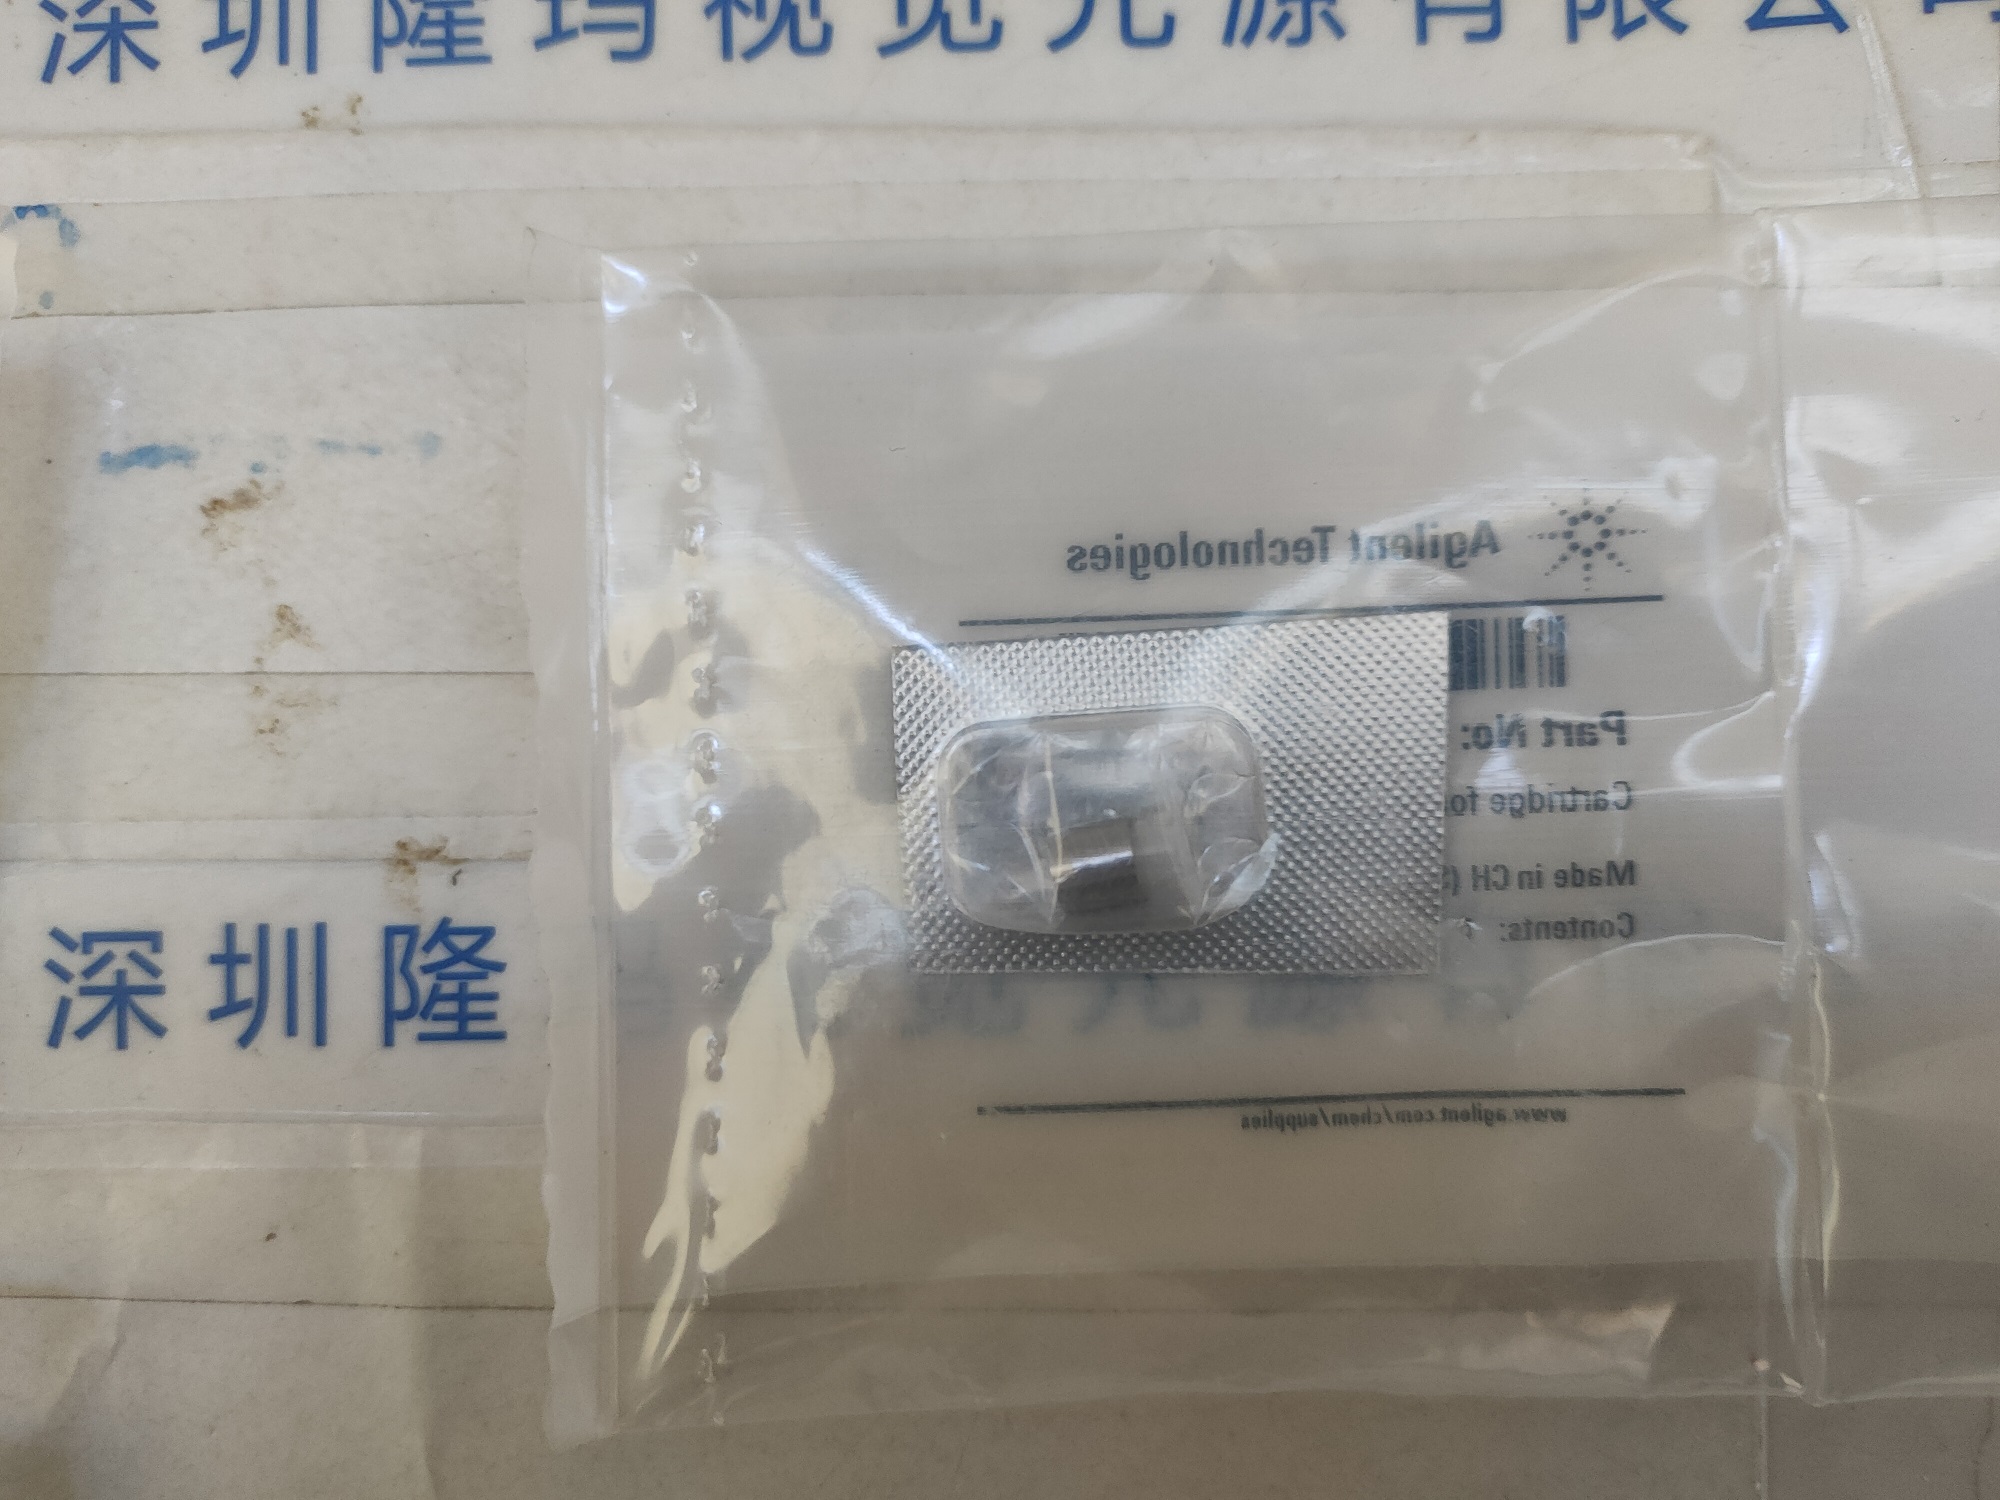 深圳隆玛视觉光源有限公司
Agilent Technologies
Part No:
Cartridge fo
Made in CH (S
Contents: 1
深圳隆
www.agilent.com/chem/supplies